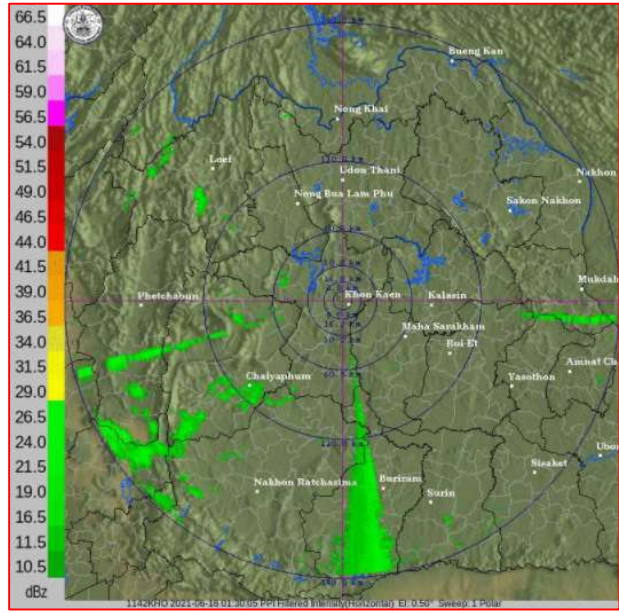 66.5
64.0
61.5
59.0
56.5
54.0
51.5
49.0
46.5
44.0
41.5
39.0
36.5
34.0
31.5
29.0
26.5
24.0
21.5
19.0
16.5
13.0
10.5
dBz
Bueng Kan
Nong Khai
Loei
Udon Thani
Nakhon
Nong Bua Lam Phu
Sakon Nakhon
Mukdah
Phetchabun
Khon Kaen
Kalasin
Maha Sarakham
Roi Et
Chaiyaphum
Amnat Ch
Yasothon
Ubon
Sisaket
Nakhon Ratchasima
Buriram
Surin
1142KHO 2021-06-16 01:30:05 PPI Filtered Intensity(Horizontal) El: 0.50° Sweep: 1 Polar